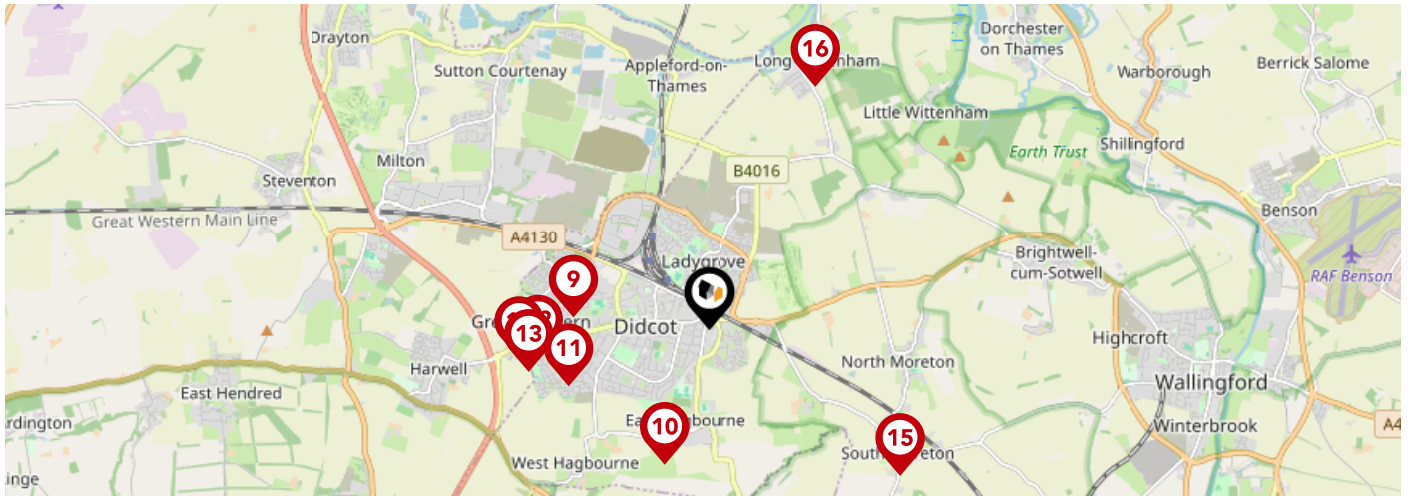 Drayton
Dorchester
on Thames
16
Sutton Courtenay
Appleford-on-
Thames
Warborough
Berrick Salome
Little Wittenham
Milton
Earth Trust
Shillingford
Steventon
B4016
Great Western Main Line
Benson
A4130
Ladygrove
Brightwell-
cum-Sotwell
RAF Benson
9
13
11
Didcot
Highcroft
Harwell
North Moreton
Wallingford
East Hendred
10
15
Winterbrook
West Hagbourne